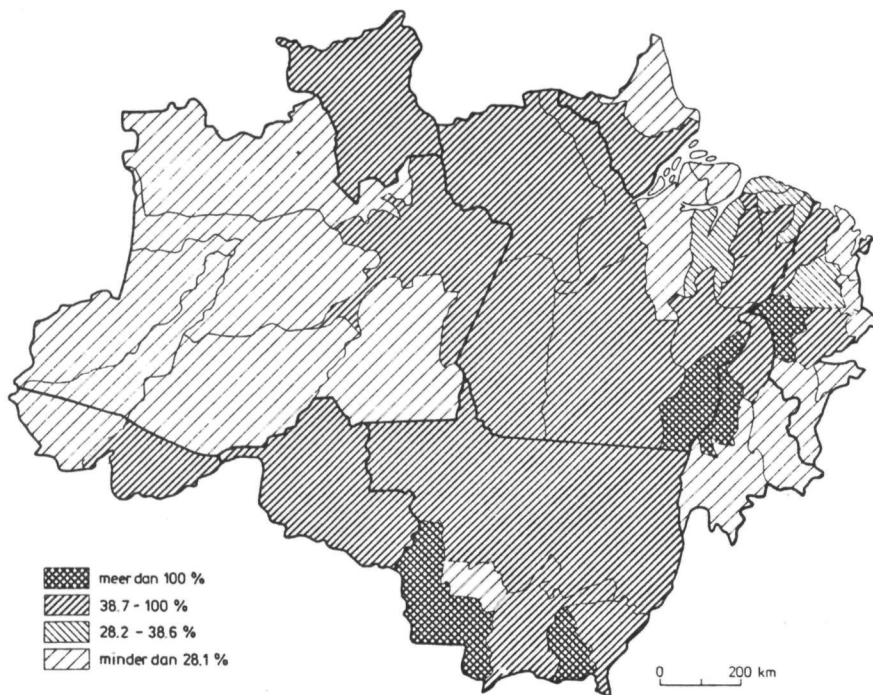 meer dan 100 %
38.7 - 100 %
28.2 - 38.6 %
minder dan 28.1 %
0 200 km